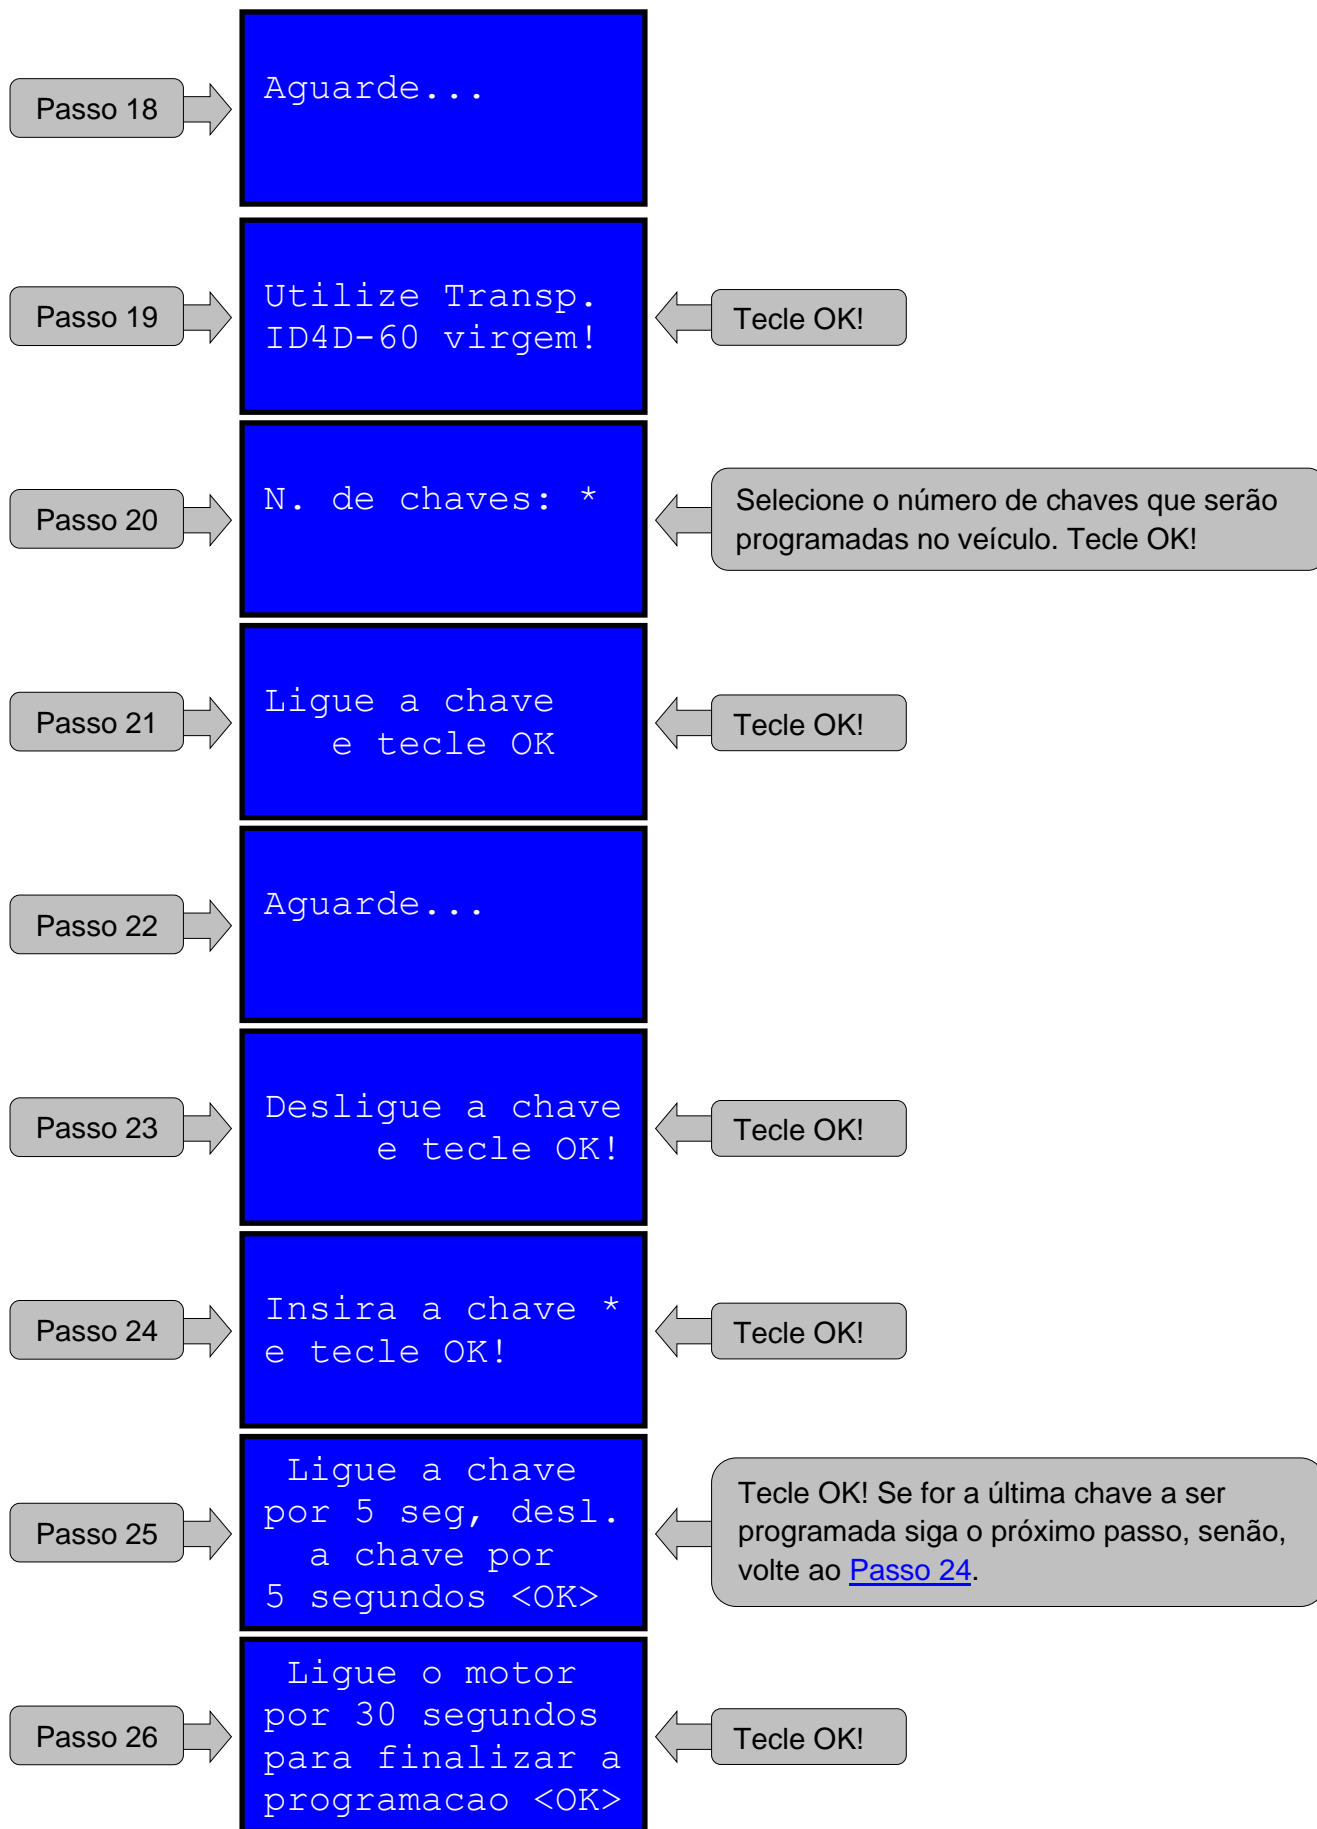 Passo 18
Aguarde...
Passo 19
Utilize Transp.
ID4D-60 virgem!
Tecle OK!
Passo 20
N. de chaves: *
Selecione o número de chaves que serão
programadas no veículo. Tecle OK!
Passo 21
Ligue a chave
e tecle OK
Tecle OK!
Passo 22
Aguarde...
Passo 23
Desligue a chave
e tecle OK!
Tecle OK!
Passo 24
Insira a chave *
e tecle OK!
Tecle OK!
Passo 25
Ligue a chave
por 5 seg, desl.
a chave por
5 segundos <OK>
Tecle OK! Se for a última chave a ser
programada siga o próximo passo, senão,
volte ao Passo 24.
Passo 26
Ligue o motor
por 30 segundos
para finalizar a
programacao <OK>
Tecle OK!